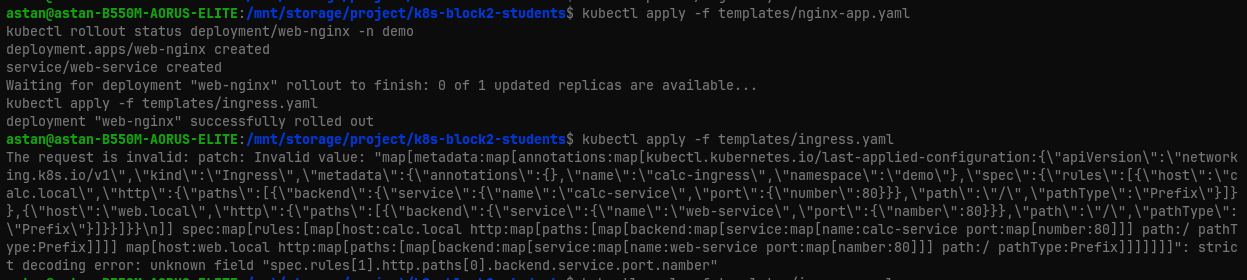 astan@astan-B550M-AORUS-ELITE:/mnt/storage/project/k8s-block2-students$ kubectl apply -f templates/nginx-app.yaml
kubectl rollout status deployment/web-nginx -n demo
deployment.apps/web-nginx created
service/web-service created
Waiting for deployment "web-nginx" rollout to finish: 0 of 1 updated replicas are available...
kubectl apply -f templates/ingress.yaml
deployment "web-nginx" successfully rolled out
astan@astan-B550M-AORUS-ELITE:/mnt/storage/project/k8s-block2-students$ kubectl apply -f templates/ingress.yaml
The request is invalid: patch: Invalid value: "map[metadata:map[annotations:map[kubectl.kubernetes.io/last-applied-configuration:{\"apiVersion\":\"network
ing.k8s.io/v1\",\"kind\":\"Ingress\",\"metadata\":{\"annotations\":{},\"name\":\"calc-ingress\",\"namespace\":\"demo\"},\"spec\":{\"rules\":[{\"host\":\"c
alc.local\",\"http\":{\"paths\":[{\"backend\":{\"service\":{\"name\":\"calc-service\",\"port\":{\"number\":80}}},\"path\":\"/\",\"pathType\":\"Prefix\"}]}
},{\"host\":\"web.local\",\"http\":{\"paths\":[{\"backend\":{\"service\":{\"name\":\"web-service\",\"port\":{\"namber\":80}}},\"path\":\"/\",\"pathType\":
\"Prefix\"}]}}]}}\n]] spec:map[rules:[map[host:calc.local http:map[paths:[map[backend:map[service:map[name:calc-service port:map[number:80]]] path:/ pathT
ype:Prefix]]]] map[host:web.local http:map[paths:[map[backend:map[service:map[name:web-service port:map[namber:80]]] path:/ pathType:Prefix]]]]]]]": stric
t decoding error: unknown field "spec.rules[1].http.paths[0].backend.service.port.namber"